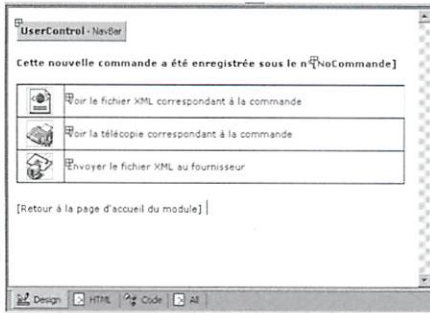 UserControl - NavBar
Cette nouvelle commande a été enregistrée sous le n°[NoCommande]
Voir le fichier XML correspondant à la commande
Voir la télécopie correspondant à la commande
Envoyer le fichier XML au fournisseur
[Retour à la page d'accueil du module]
Design HTML Code All